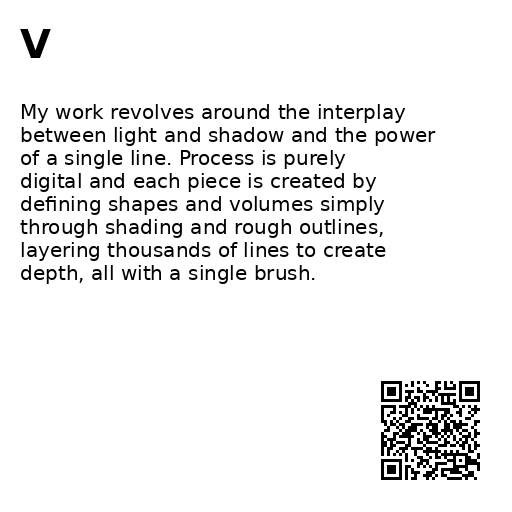 V
My work revolves around the interplay
between light and shadow and the power
of a single line. Process is purely
digital and each piece is created by
defining shapes and volumes simply
through shading and rough outlines,
layering thousands of lines to create
depth, all with a single brush.